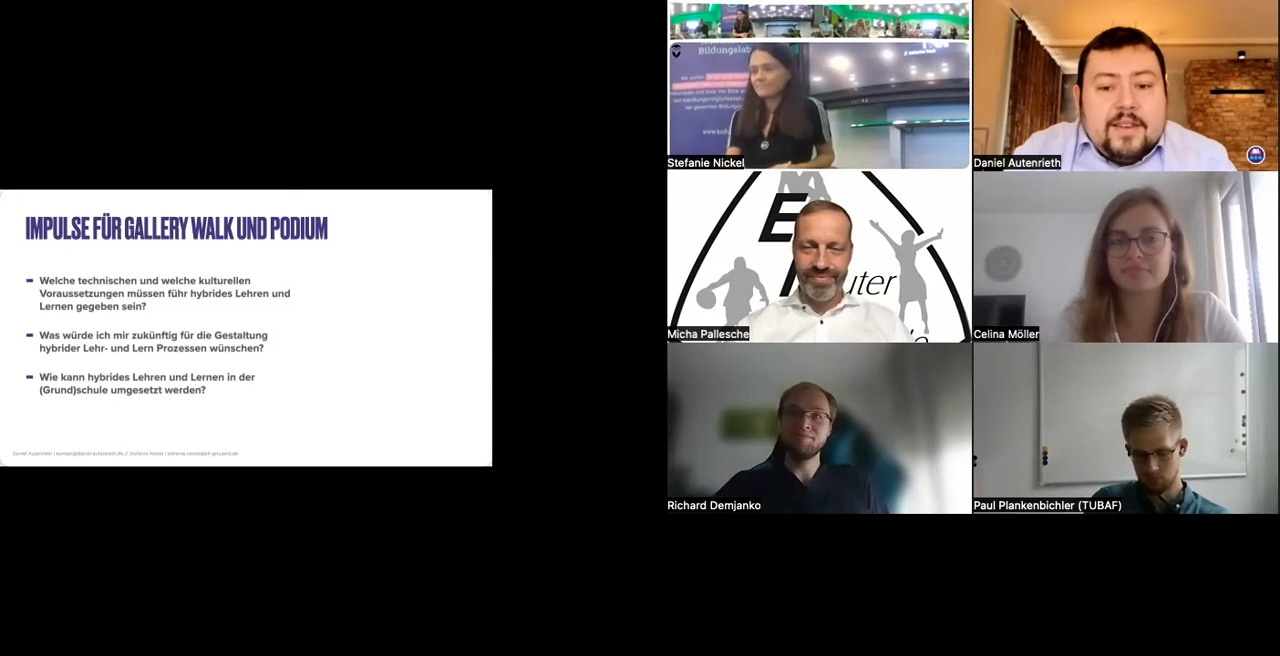 IMPULSE FÜR GALLERY WALK UND PODIUM
Welche technischen und welche kulturellen
Voraussetzungen müssen führ hybrides Lehren und
Lernen gegeben sein?
Was würde ich mir zukünftig für die Gestaltung
hybrider Lehr- und Lern Prozessen wünschen?
Wie kann hybrides Lehren und Lernen in der
(Grund)schule umgesetzt werden?
Bildungslab
Stefanie Nickel
Daniel Autenrieth
E
Micha Pallesche
Celina Möller
Richard Demjanko
Paul Plankenbichler (TUBAF)